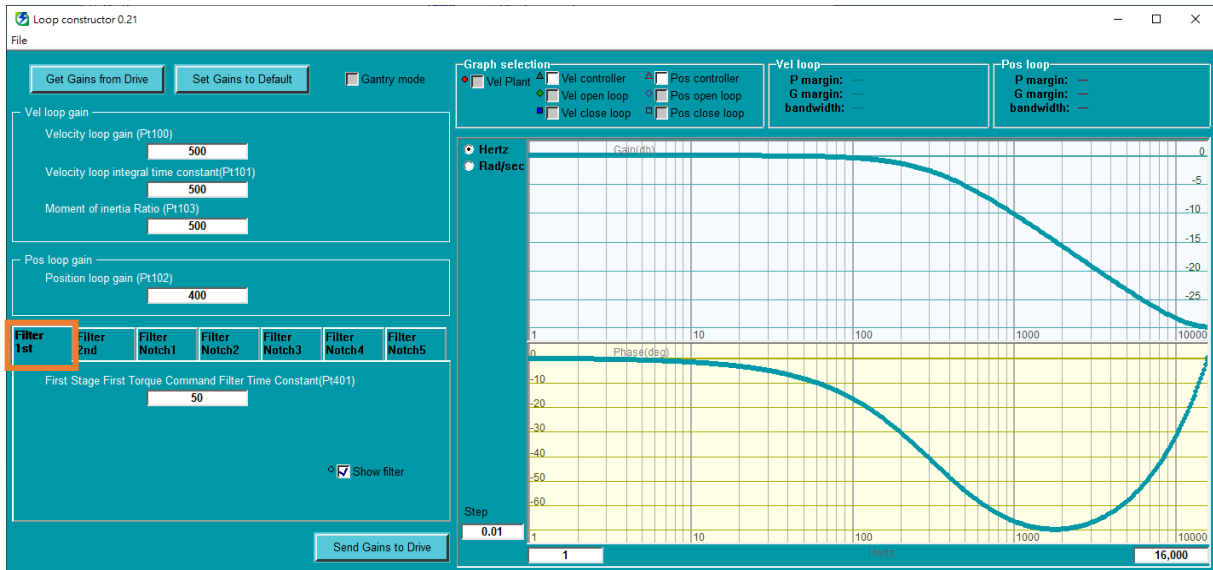 Loop constructor 0.21
File
Get Gains from Drive
Set Gains to Default
Gantry mode
Vel loop gain
Velocity loop gain (Pt100)
500
Velocity loop integral time constant(Pt101)
500
Moment of inertia Ratio (Pt103)
500
Pos loop gain
Position loop gain (Pt102)
400
Filter 1st
Filter 2nd
Filter Notch1
Filter Notch2
Filter Notch3
Filter Notch4
Filter Notch5
First Stage First Torque Command Filter Time Constant(Pt401)
50
Show filter
Send Gains to Drive
Graph selection
Vel Plant
Vel controller
Pos controller
Vel open loop
Pos open loop
Vel close loop
Pos close loop
Vel loop
P margin: --
G margin: --
bandwidth: --
Pos loop
P margin: --
G margin: --
bandwidth: --
Hertz
Rad/sec
Gain(db)
0
-5
-10
-15
-20
-25
1
10
100
1000
10000
Phase(deg)
0
-10
-20
-30
-40
-50
-60
1
10
100
1000
10000
Step
0.01
1
Hertz
16,000